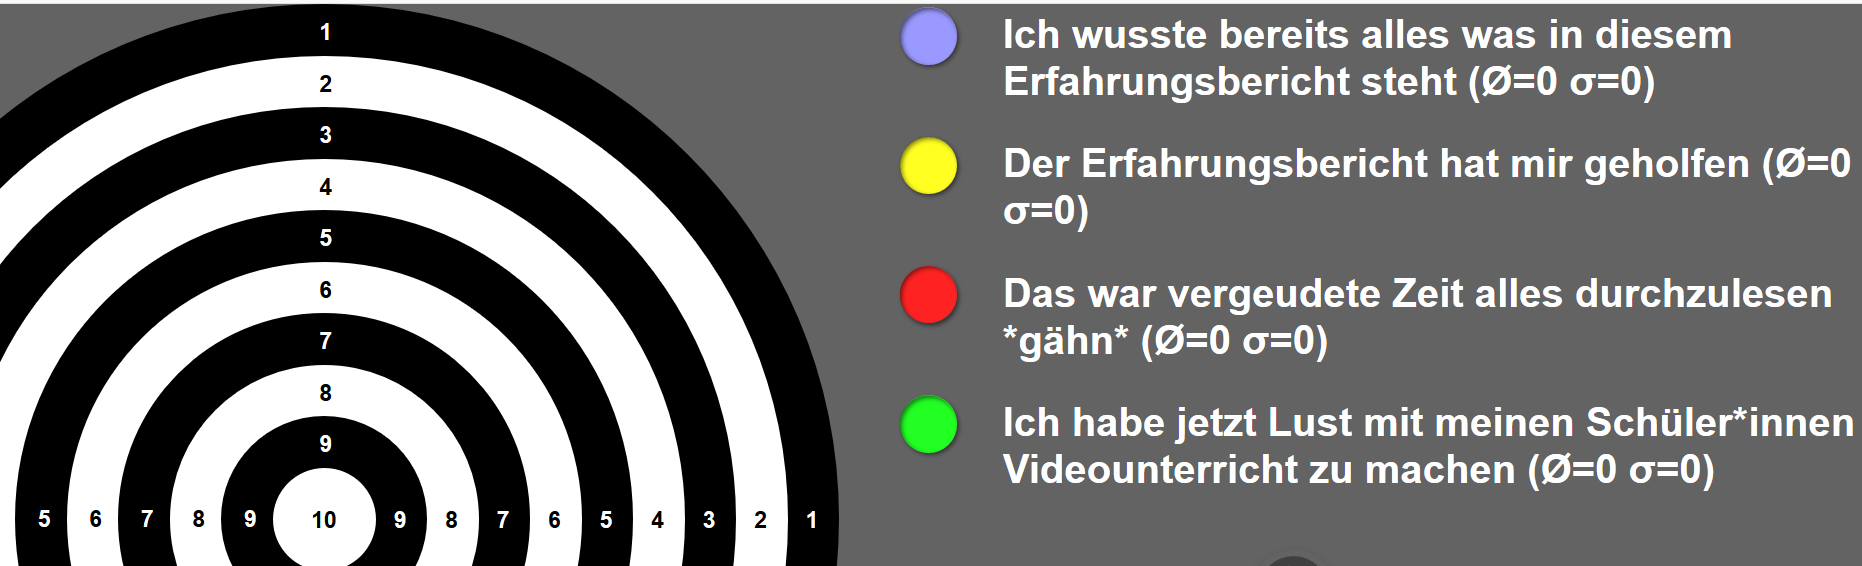 1
2
3
4
5
6
7
8
9
5 6 7 8 9 10 9 8 7 6 5 4 3 2 1
Ich wusste bereits alles was in diesem
Erfahrungsbericht steht (Ø=0 σ=0)
Der Erfahrungsbericht hat mir geholfen (Ø=0
σ=0)
Das war vergeudete Zeit alles durchzulesen
*gähn* (Ø=0 σ=0)
Ich habe jetzt Lust mit meinen Schüler*innen
Videounterricht zu machen (Ø=0 σ=0)